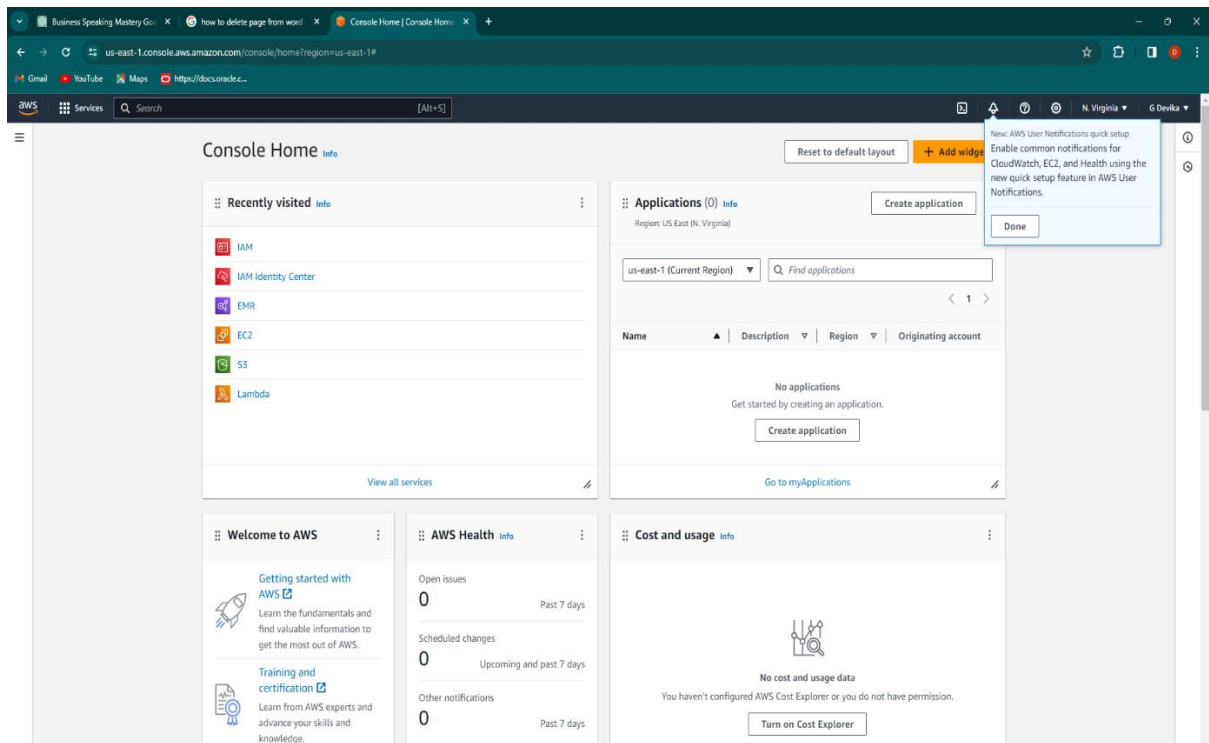 Business Speaking Mastery Go
how to delete page from word
Console Home | Console Home
us-east-1.console.aws.amazon.com/console/home?region=us-east-1#
D
Gmail YouTube Maps https://docs.oracle.c...
aws Services Search [Alt+S] N. Virginia G Devika
New: AWS User Notifications quick setup
Enable common notifications for
CloudWatch, EC2, and Health using the
new quick setup feature in AWS User
Notifications.
Done
Console Home Info
Reset to default layout
+ Add widge
Recently visited Info
IAM
IAM Identity Center
EMR
EC2
S3
Lambda
View all services
Applications (0) Info
Create application
Region: US East (N. Virginia)
us-east-1 (Current Region)
Find applications
1
Name Description Region Originating account
No applications
Get started by creating an application.
Create application
Go to myApplications
Welcome to AWS
Getting started with
AWS
Learn the fundamentals and
find valuable information to
get the most out of AWS.
Training and
certification
Learn from AWS experts and
advance your skills and
knowledge.
AWS Health Info
Open issues
0 Past 7 days
Scheduled changes
0 Upcoming and past 7 days
Other notifications
0 Past 7 days
Cost and usage Info
No cost and usage data
You haven't configured AWS Cost Explorer or you do not have permission.
Turn on Cost Explorer